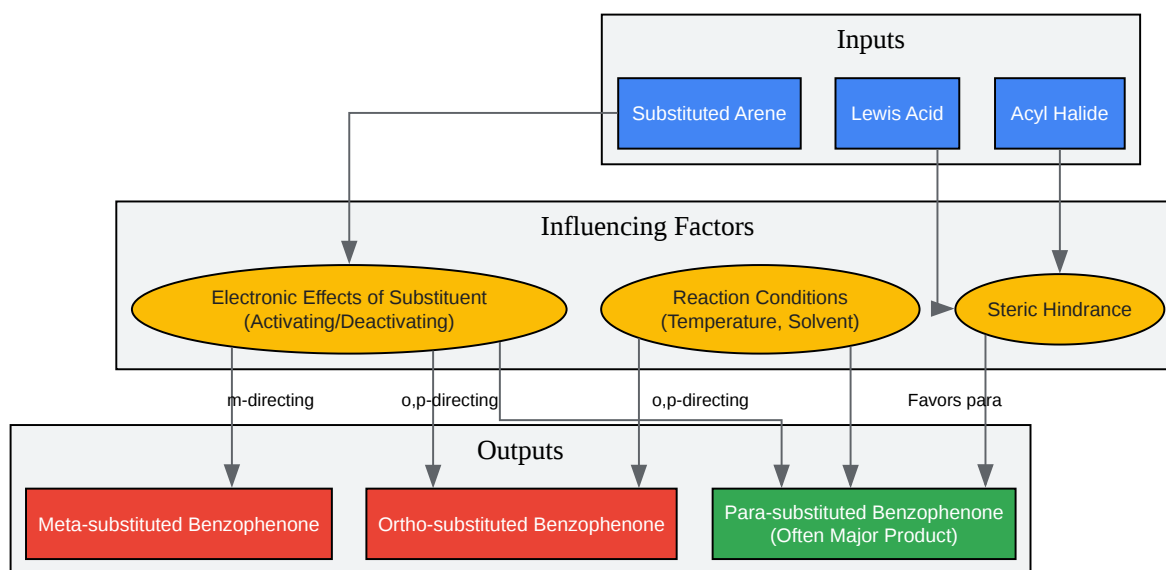 Inputs
Substituted Arene
Lewis Acid
Acyl Halide
Influencing Factors
Electronic Effects of Substituent
(Activating/Deactivating)
Reaction Conditions
(Temperature, Solvent)
Steric Hindrance
m-directing
o,p-directing
o,p-directing
Favors para
Outputs
Meta-substituted Benzophenone
Ortho-substituted Benzophenone
Para-substituted Benzophenone
(Often Major Product)